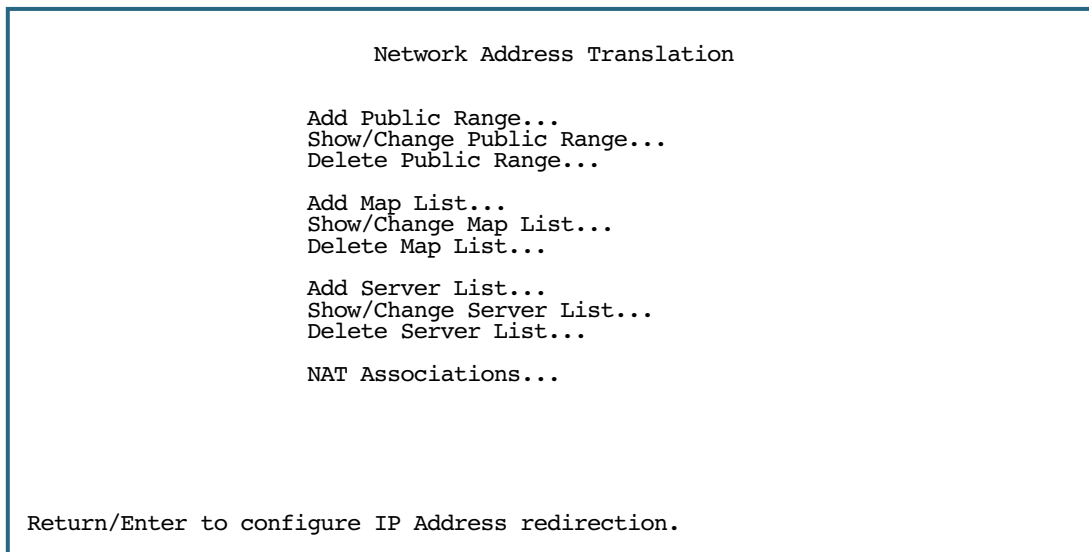 Network Address Translation
Add Public Range...
Show/Change Public Range...
Delete Public Range...
Add Map List...
Show/Change Map List...
Delete Map List...
Add Server List...
Show/Change Server List...
Delete Server List...
NAT Associations...
Return/Enter to configure IP Address redirection.